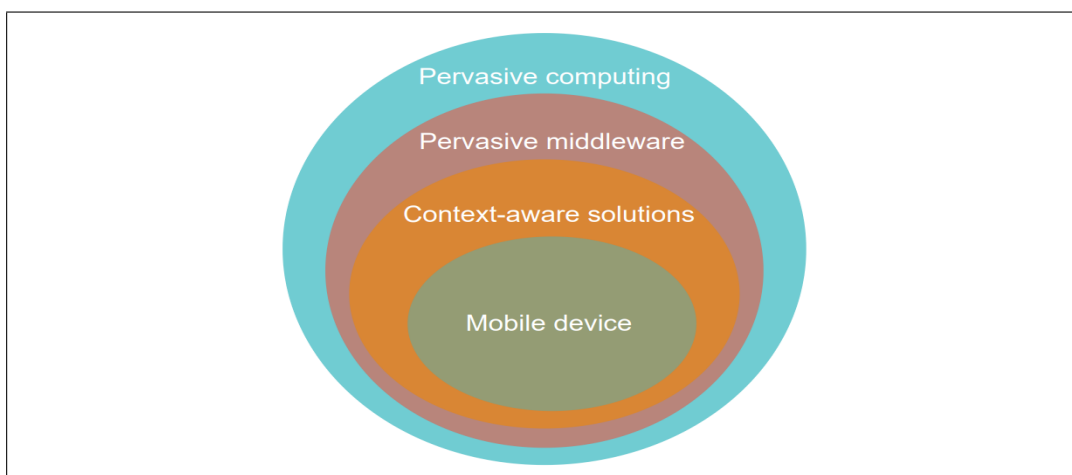 Pervasive computing
Pervasive middleware
Context-aware solutions
Mobile device